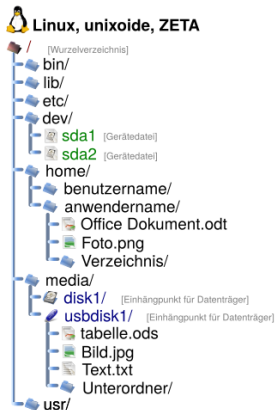 Linux, unixoide, ZETA
/ [Wurzelverzeichnis]
bin/
lib/
etc/
dev/
sda1 [Gerätedatei]
sda2 [Gerätedatei]
home/
benutzername/
anwendername/
Office Dokument.odt
Foto.png
Verzeichnis/
media/
disk1/ [Einhängpunkt für Datenträger]
usbdisk1/ [Einhängpunkt für Datenträger]
tabelle.ods
Bild.jpg
Text.txt
Unterordner/
usr/